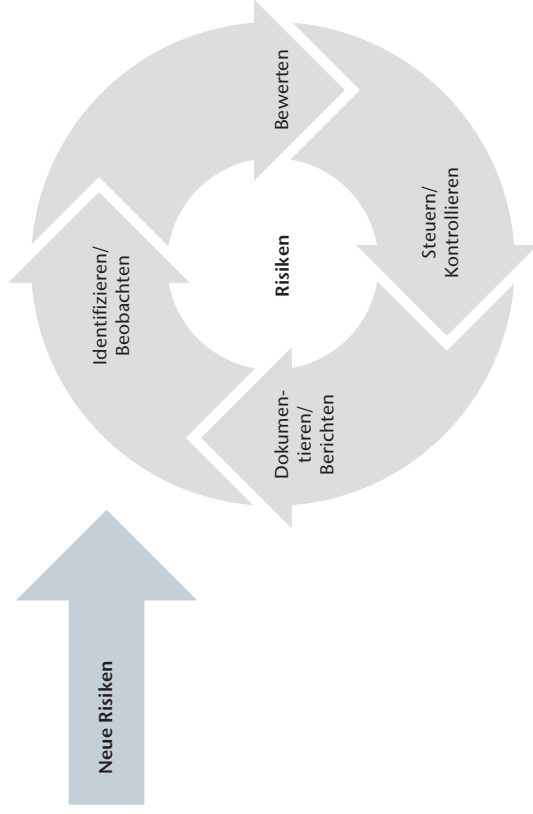 Neue Risiken
Identifizieren/
Beobachten
Bewerten
Steuern/
Kontrollieren
Dokumen-
tieren/
Berichten
Risiken